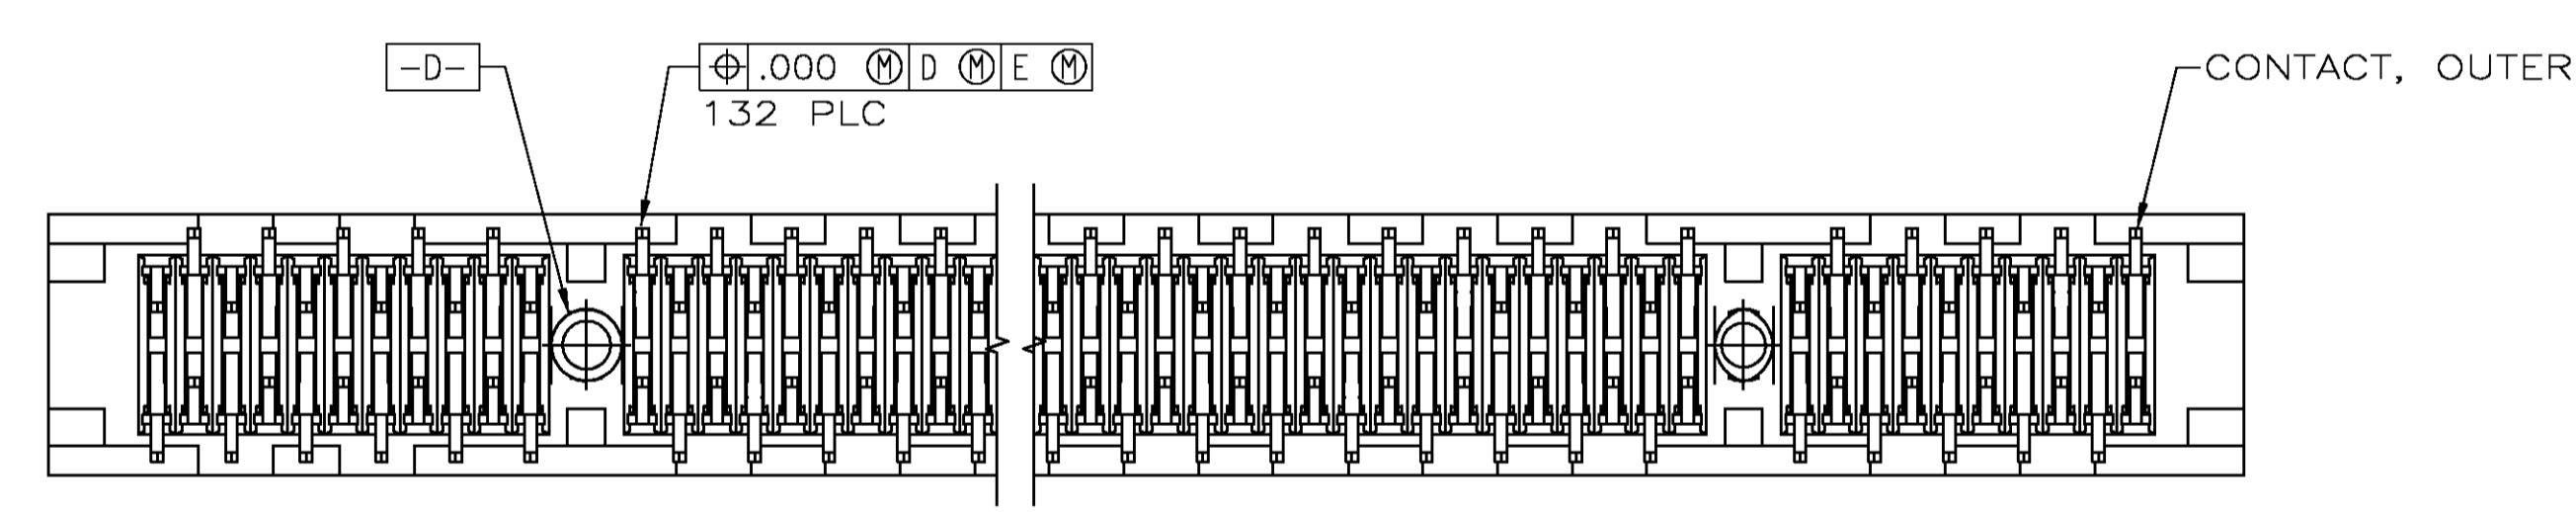 -D-
⌖ .000 Ⓜ D Ⓜ E Ⓜ
132 PLC
CONTACT, OUTER